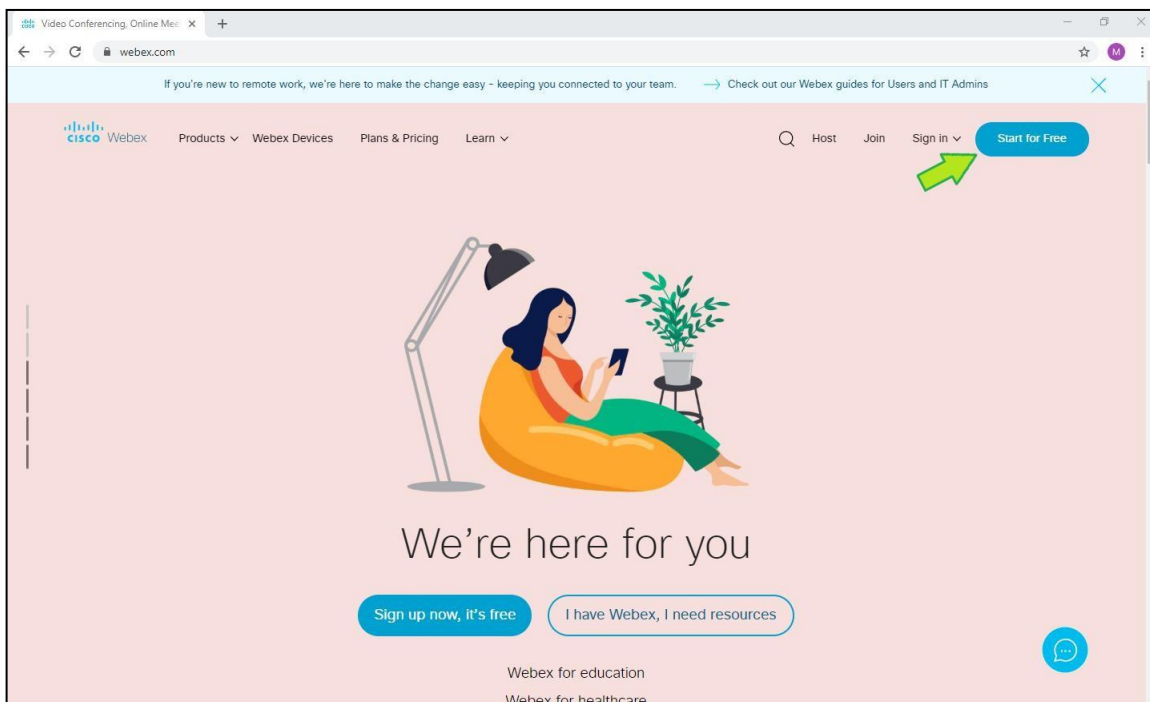 Video Conferencing, Online Mee
webex.com
M
If you're new to remote work, we're here to make the change easy - keeping you connected to your team. → Check out our Webex guides for Users and IT Admins
cisco Webex Products Webex Devices Plans & Pricing Learn Host Join Sign in Start for Free
We're here for you
Sign up now, it's free I have Webex, I need resources
Webex for education
Webex for healthcare